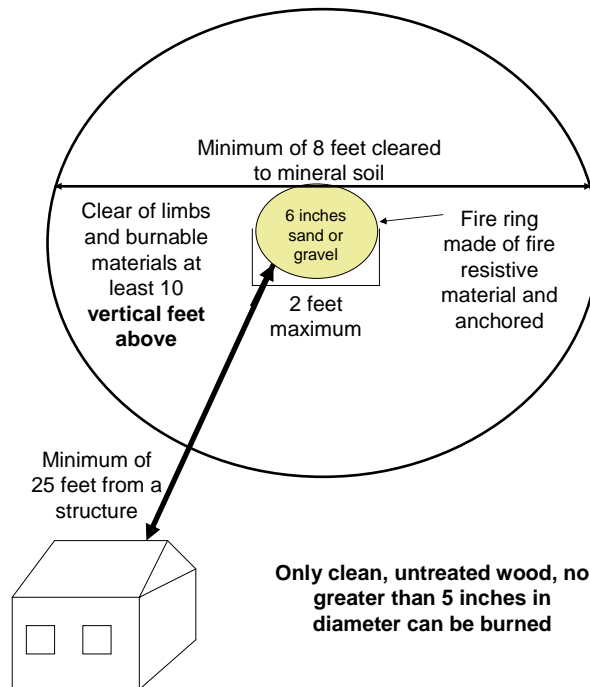 Minimum of 8 feet cleared
to mineral soil
Clear of limbs
and burnable
materials at
least 10
vertical feet
above
6 inches
sand or
gravel
Fire ring
made of fire
resistive
material and
anchored
2 feet
maximum
Minimum of
25 feet from a
structure
Only clean, untreated wood, no
greater than 5 inches in
diameter can be burned